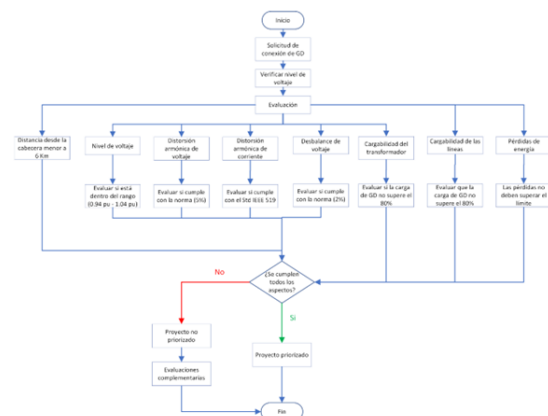 Inicio
Solicitud de
conexión de GD
Verificar nivel de
voltaje
Evaluación
Distancia desde la
cabecera menor a
6 Km
Nivel de voltaje
Distorsión
armónica de
voltaje
Distorsión
armónica de
corriente
Desbalance de
voltaje
Cargabilidad del
transformador
Cargabilidad de las
líneas
Pérdidas de
energía
Evaluar si está
dentro del rango
(0.94 pu - 1.04 pu)
Evaluar si cumple
con la norma (5%)
Evaluar si cumple
con el Std IEEE 519
Evaluar si cumple
con la norma (2%)
Evaluar si la carga
de GD no supere el
80%
Evaluar que la
carga de GD no
supere el 80%
Las pérdidas no
deben superar el
límite
¿Se cumplen
todos los
aspectos?
No
Si
Proyecto no
priorizado
Proyecto priorizado
Evaluaciones
complementarias
Fin